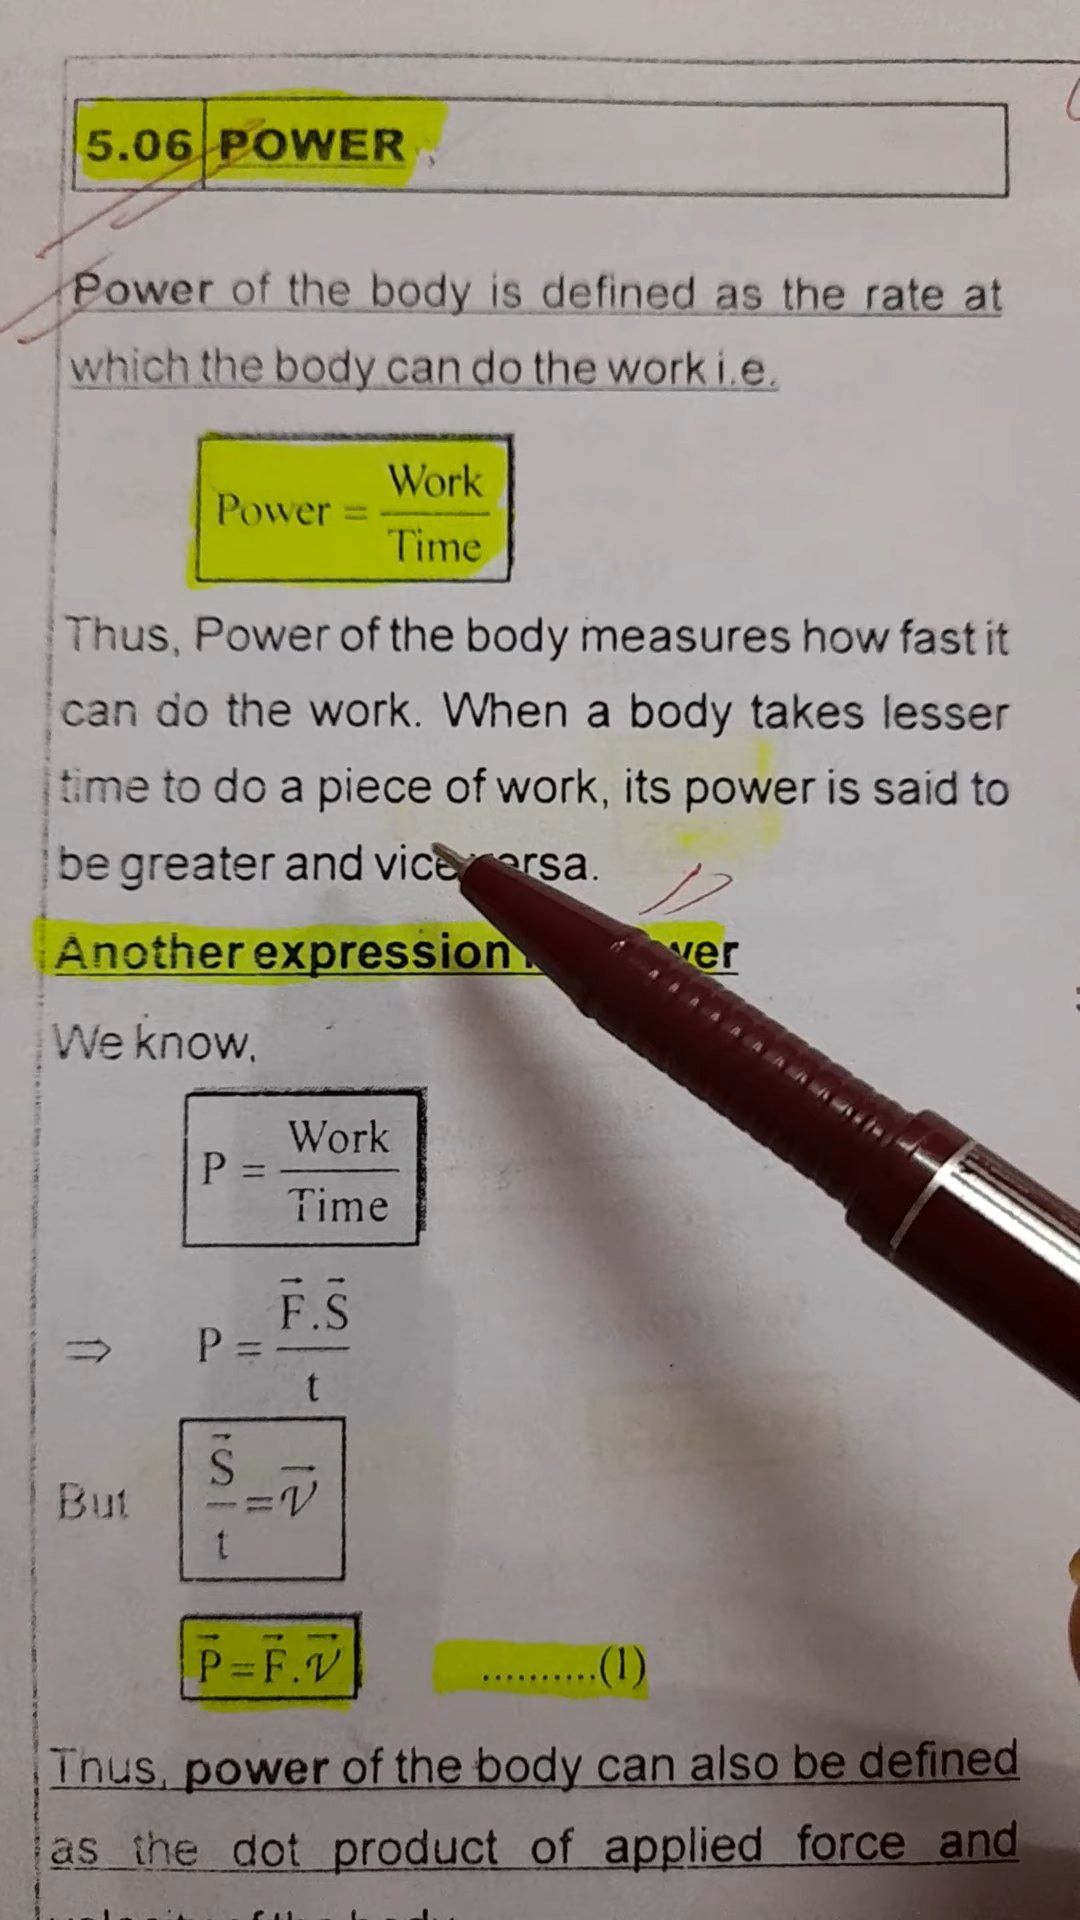 5.06 POWER
Power of the body is defined as the rate at
which the body can do the work i.e.
Power = Work / Time
Thus, Power of the body measures how fast it
can do the work. When a body takes lesser
time to do a piece of work, its power is said to
be greater and vice versa.
Another expression
We know,
P = Work / Time
⇒ P = F⃗.S⃗ / t
But S⃗ / t = v⃗
P⃗ = F⃗.v⃗ ..........(1)
Thus, power of the body can also be defined
as the dot product of applied force and